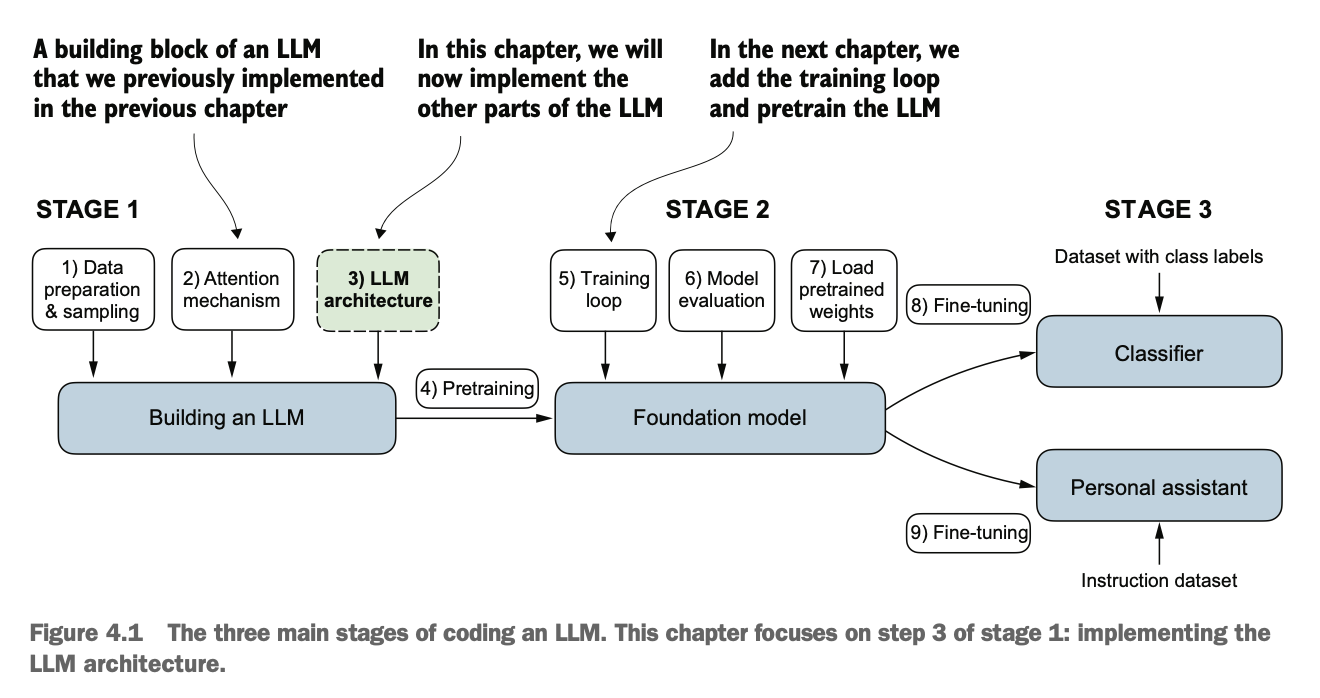 A building block of an LLM
that we previously implemented
in the previous chapter
In this chapter, we will
now implement the
other parts of the LLM
In the next chapter, we
add the training loop
and pretrain the LLM
STAGE 1
STAGE 2
STAGE 3
1) Data
preparation
& sampling
2) Attention
mechanism
3) LLM
architecture
5) Training
loop
6) Model
evaluation
7) Load
pretrained
weights
8) Fine-tuning
Dataset with class labels
Classifier
Building an LLM
4) Pretraining
Foundation model
Personal assistant
9) Fine-tuning
Instruction dataset
Figure 4.1 The three main stages of coding an LLM. This chapter focuses on step 3 of stage 1: implementing the
LLM architecture.